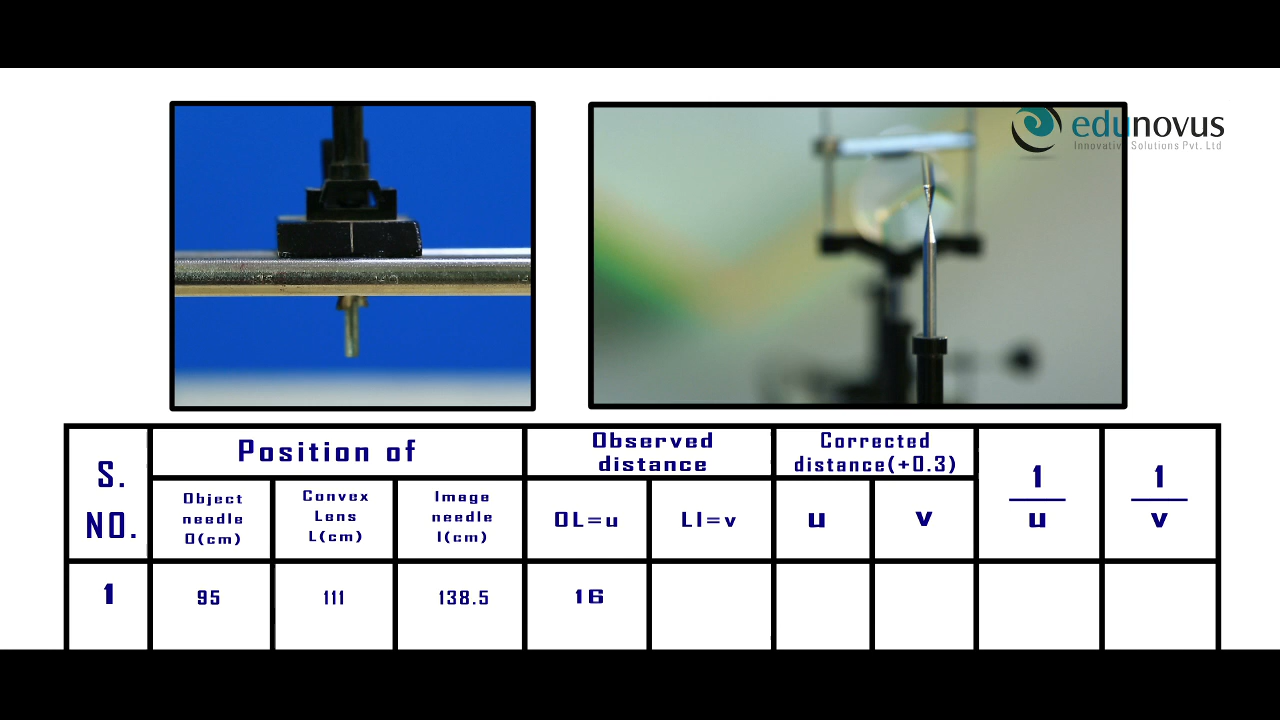 edunovus
Innovative Solutions Pvt. Ltd
S.
NO.
Position of
Observed
distance
Corrected
distance(+0.3)
1
u
1
v
Object
needle
O(cm)
Convex
Lens
L(cm)
Image
needle
I(cm)
OL=u
LI=v
u
v
1
95
111
138.5
16